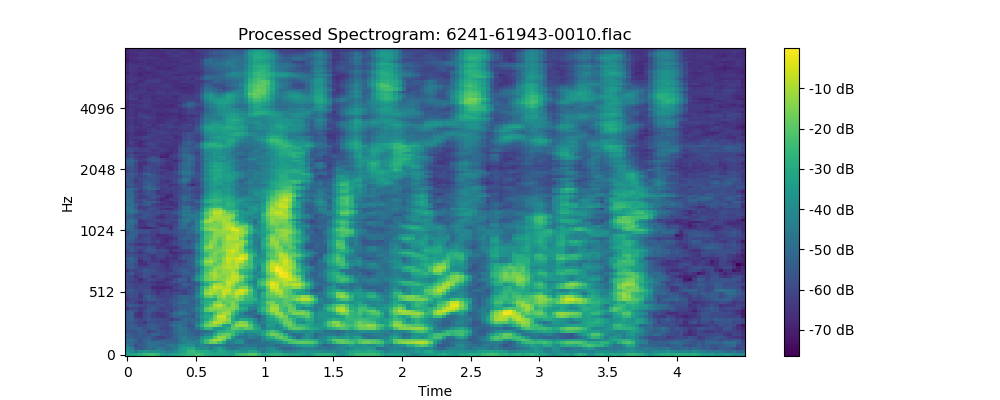 Processed Spectrogram: 6241-61943-0010.flac
Hz
4096
2048
1024
512
0
0 0.5 1 1.5 2 2.5 3 3.5 4
Time
-10 dB
-20 dB
-30 dB
-40 dB
-50 dB
-60 dB
-70 dB